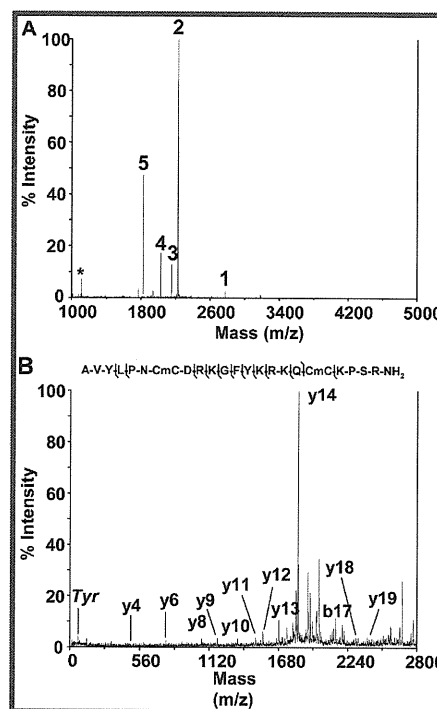 A
2
100
80
60
40
20
0
% Intensity
5
4
3
*
1
1000 1800 2600 3400 4200 5000
Mass (m/z)
B
A-V-Y-L-P-N-CmC-D-R-K-G-F-Y-K-R-K-Q-CmC-K-P-S-R-NH2
100
80
60
40
20
0
% Intensity
y14
y11
y12
y18
Tyr
y4
y6
y9
y8
y10
y13
b17
y19
0 560 1120 1680 2240 2800
Mass
(m/z)